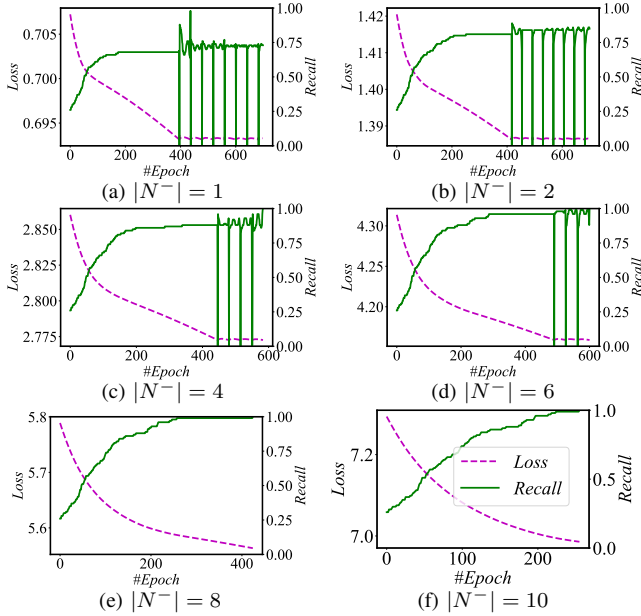 0.705
0.700
0.695
Loss
1.00
0.75
0.50
0.25
0.00
Recall
0 200 400 600
#Epoch
(a) |N⁻| = 1
1.42
1.41
1.40
1.39
Loss
1.00
0.75
0.50
0.25
0.00
Recall
0 200 400 600
#Epoch
(b) |N⁻| = 2
2.850
2.825
2.800
2.775
Loss
1.00
0.75
0.50
0.25
0.00
Recall
0 200 400 600
#Epoch
(c) |N⁻| = 4
4.30
4.25
4.20
Loss
1.00
0.75
0.50
0.25
0.00
Recall
0 200 400 600
#Epoch
(d) |N⁻| = 6
5.8
5.7
5.6
Loss
1.00
0.75
0.50
0.25
0.00
Recall
0 200 400
#Epoch
(e) |N⁻| = 8
7.2
7.0
Loss
1.0
0.5
0.0
Recall
Loss
Recall
0 100 200
#Epoch
(f) |N⁻| = 10